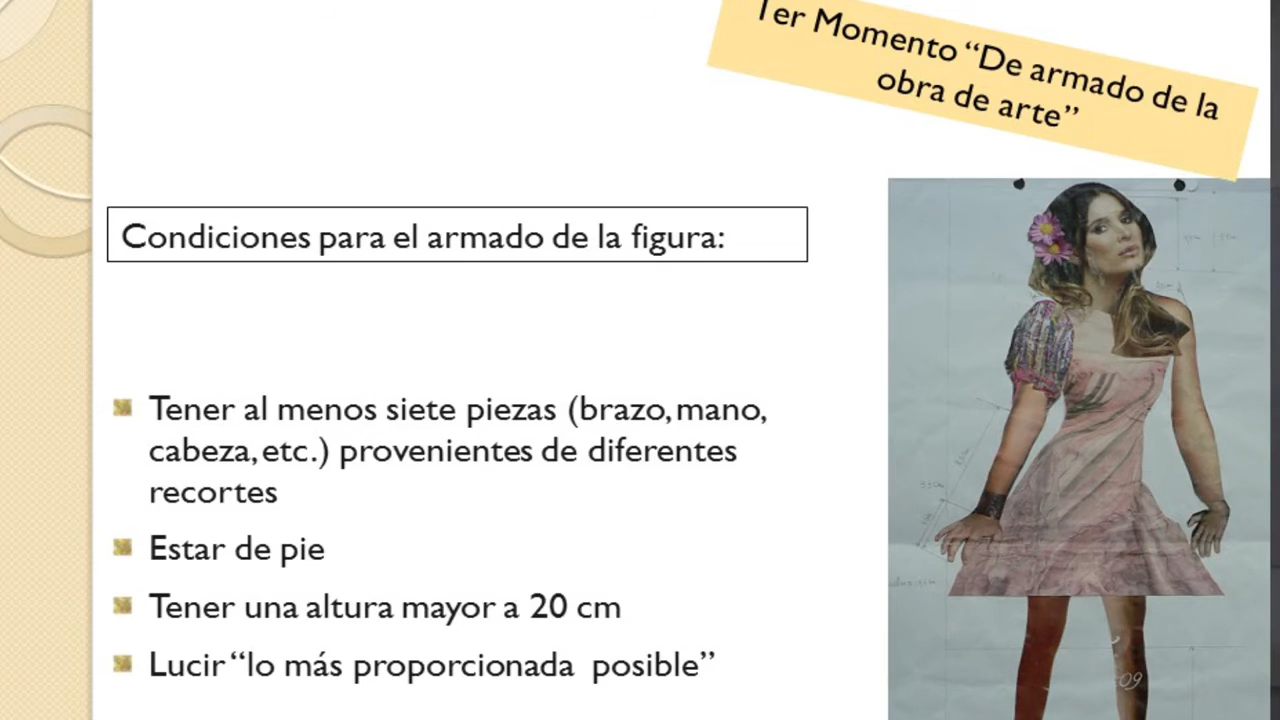 1er Momento “De armado de la
obra de arte”
Condiciones para el armado de la figura:
Tener al menos siete piezas (brazo, mano,
cabeza, etc.) provenientes de diferentes
recortes
Estar de pie
Tener una altura mayor a 20 cm
Lucir “lo más proporcionada posible”